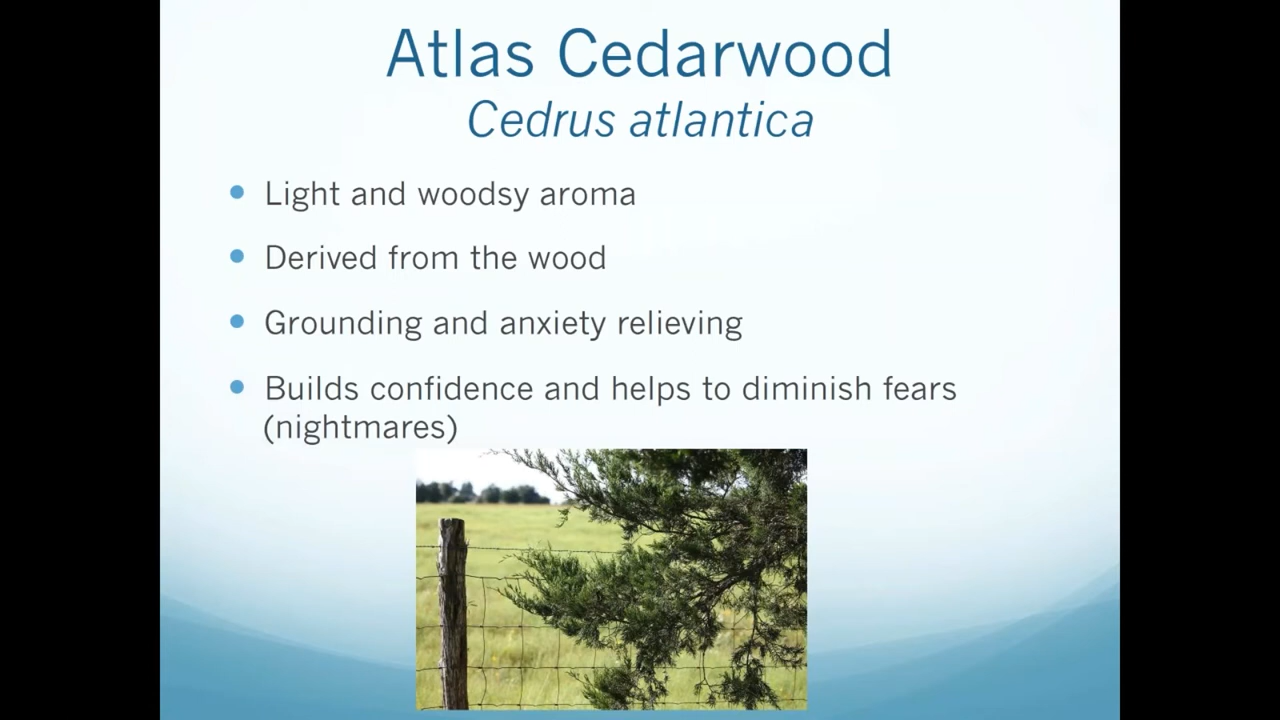 Atlas Cedarwood
Cedrus atlantica
• Light and woodsy aroma
• Derived from the wood
• Grounding and anxiety relieving
• Builds confidence and helps to diminish fears
(nightmares)